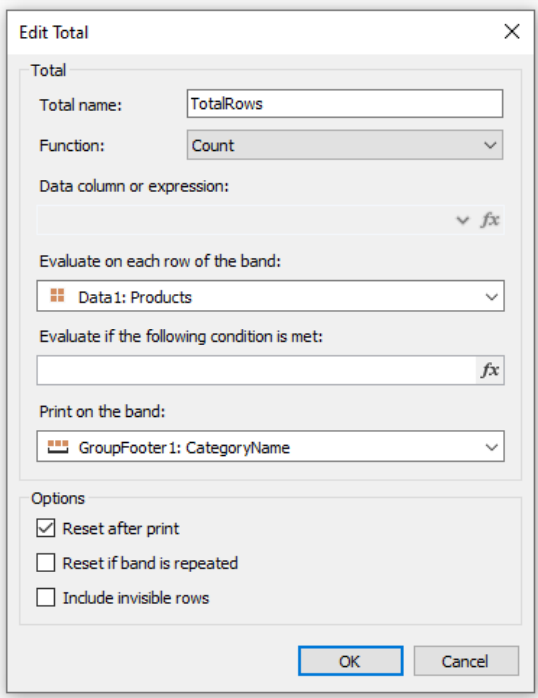 Edit Total
Total
Total name: TotalRows
Function: Count
Data column or expression:
fx
Evaluate on each row of the band:
Data1: Products
Evaluate if the following condition is met:
fx
Print on the band:
GroupFooter1: CategoryName
Options
Reset after print
Reset if band is repeated
Include invisible rows
OK Cancel